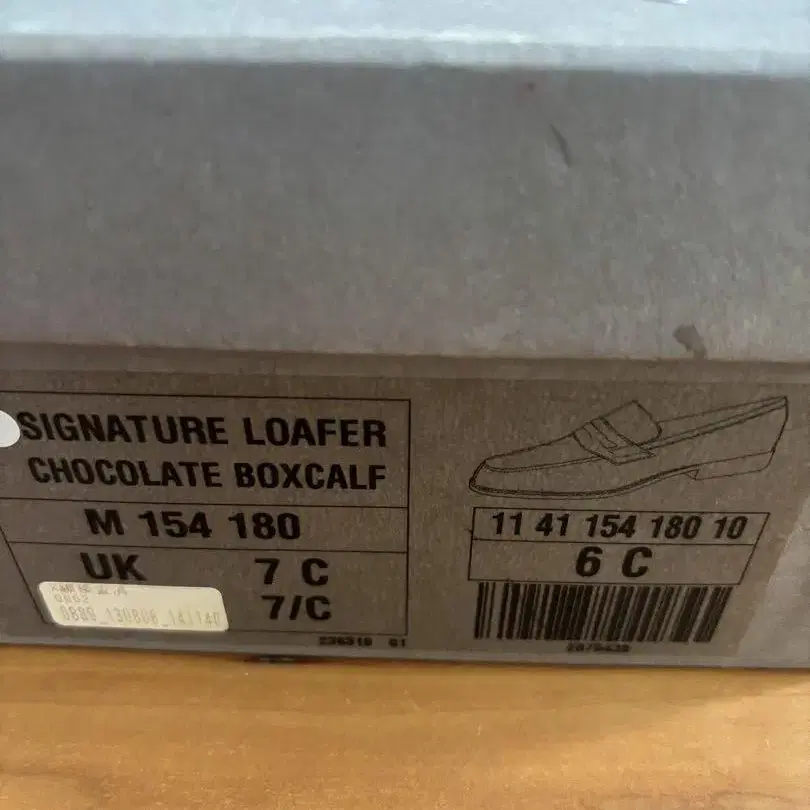 SIGNATURE LOAFER
CHOCOLATE BOXCALF
M 154 180
UK 7 C
7/C
11 41 154 180 10
6 C